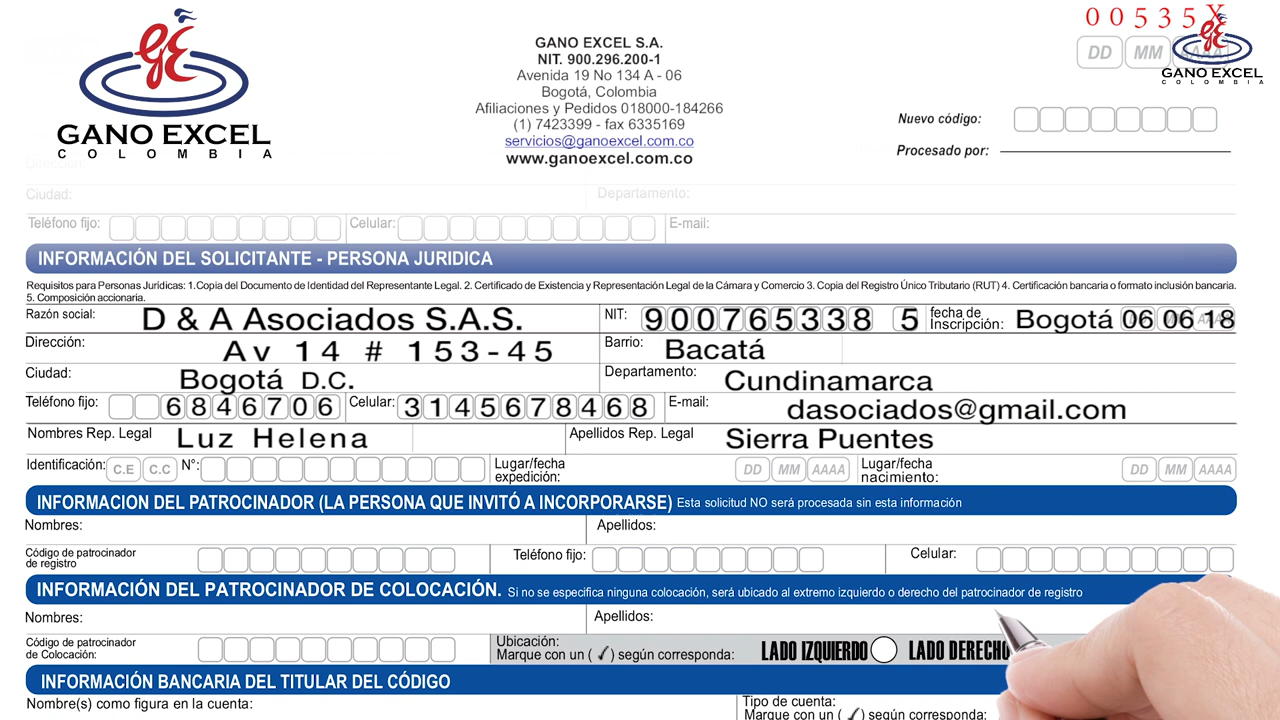 GANO EXCEL
COLOMBIA
GANO EXCEL S.A.
NIT. 900.296.200-1
Avenida 19 No 134 A - 06
Bogotá, Colombia
Afiliaciones y Pedidos 018000-184266
(1) 7423399 - fax 6335169
servicios@ganoexcel.com.co
www.ganoexcel.com.co
00535X
DD MM
GANO EXCEL
COLOMBIA
Nuevo código:
Procesado por:
Dirección:
Ciudad: Departamento:
Teléfono fijo: Celular: E-mail:
INFORMACIÓN DEL SOLICITANTE - PERSONA JURIDICA
Requisitos para Personas Jurídicas: 1.Copia del Documento de Identidad del Representante Legal. 2. Certificado de Existencia y Representación Legal de la Cámara y Comercio 3. Copia del Registro Único Tributario (RUT) 4. Certificación bancaria o formato inclusión bancaria.
5. Composición accionaria.
Razón social: D & A Asociados S.A.S. NIT: 900765338 5 fecha de Inscripción: Bogotá 06 06 18
Dirección: Av 14 # 153-45 Barrio: Bacatá
Ciudad: Bogotá D.C. Departamento: Cundinamarca
Teléfono fijo: 6846706 Celular: 3145678468 E-mail: dasociados@gmail.com
Nombres Rep. Legal Luz Helena Apellidos Rep. Legal Sierra Puentes
Identificación: C.E C.C N°: Lugar/fecha expedición: DD MM AAAA Lugar/fecha nacimiento: DD MM AAAA
INFORMACION DEL PATROCINADOR (LA PERSONA QUE INVITÓ A INCORPORARSE) Esta solicitud NO será procesada sin esta información
Nombres: Apellidos:
Código de patrocinador de registro Teléfono fijo: Celular:
INFORMACIÓN DEL PATROCINADOR DE COLOCACIÓN. Si no se especifica ninguna colocación, será ubicado al extremo izquierdo o derecho del patrocinador de registro
Nombres: Apellidos:
Código de patrocinador de Colocación: Ubicación: Marque con un ( ✓ ) según corresponda: LADO IZQUIERDO LADO DERECHO
INFORMACIÓN BANCARIA DEL TITULAR DEL CÓDIGO
Nombre(s) como figura en la cuenta: Tipo de cuenta:
Marque con un ( ✓ ) según corresponda: